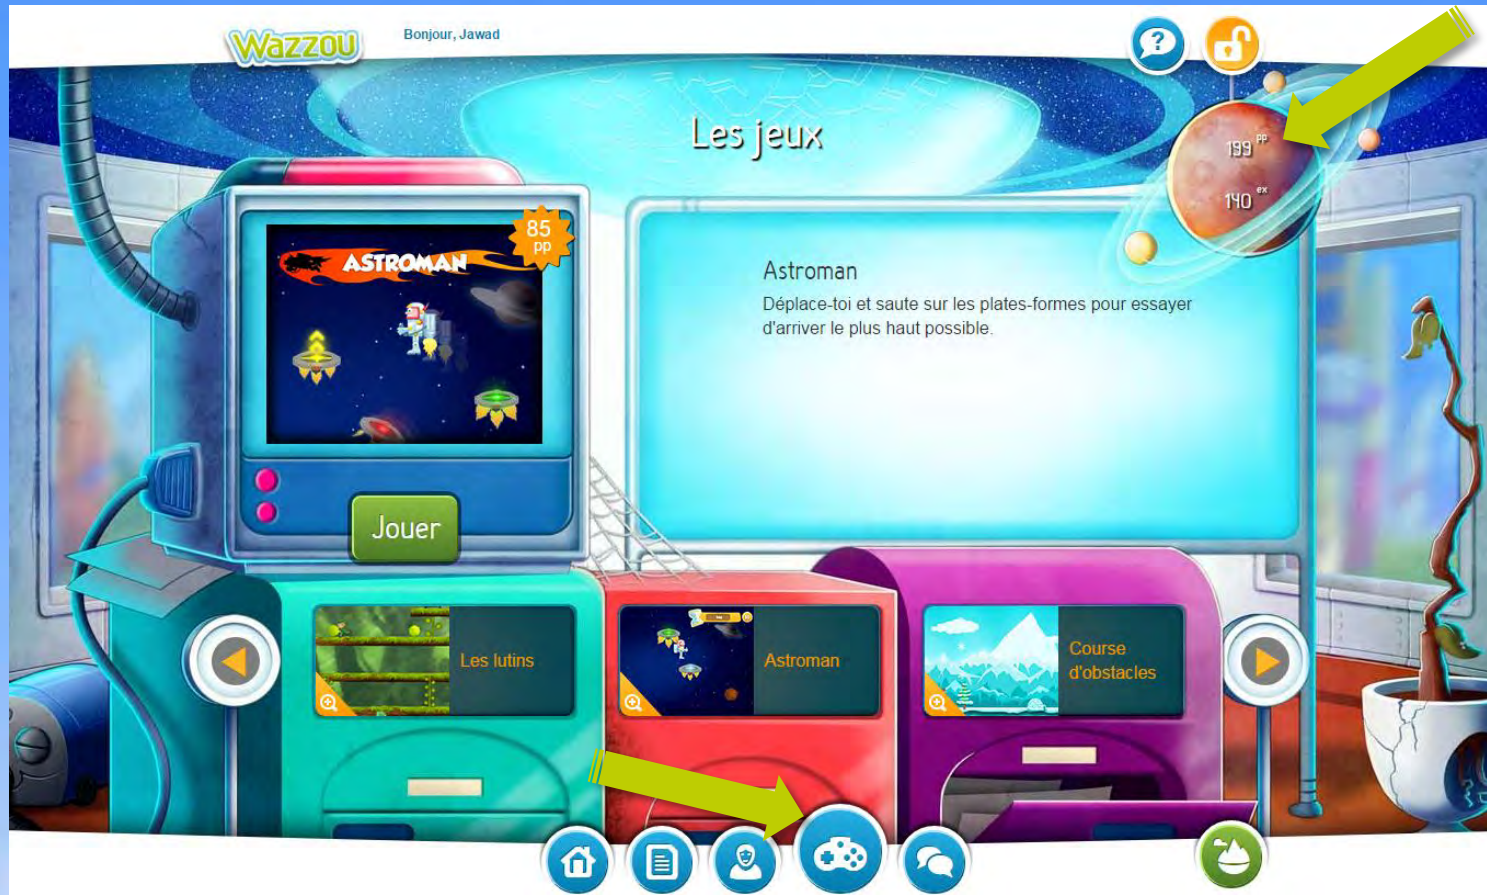 Wazzou
Bonjour, Jawad
?
Les jeux
199 pp
140 ex
85
pp
ASTROMAN
Astroman
Déplace-toi et saute sur les plates-formes pour essayer
d'arriver le plus haut possible.
Jouer
Les lutins
Astroman
Course
d'obstacles